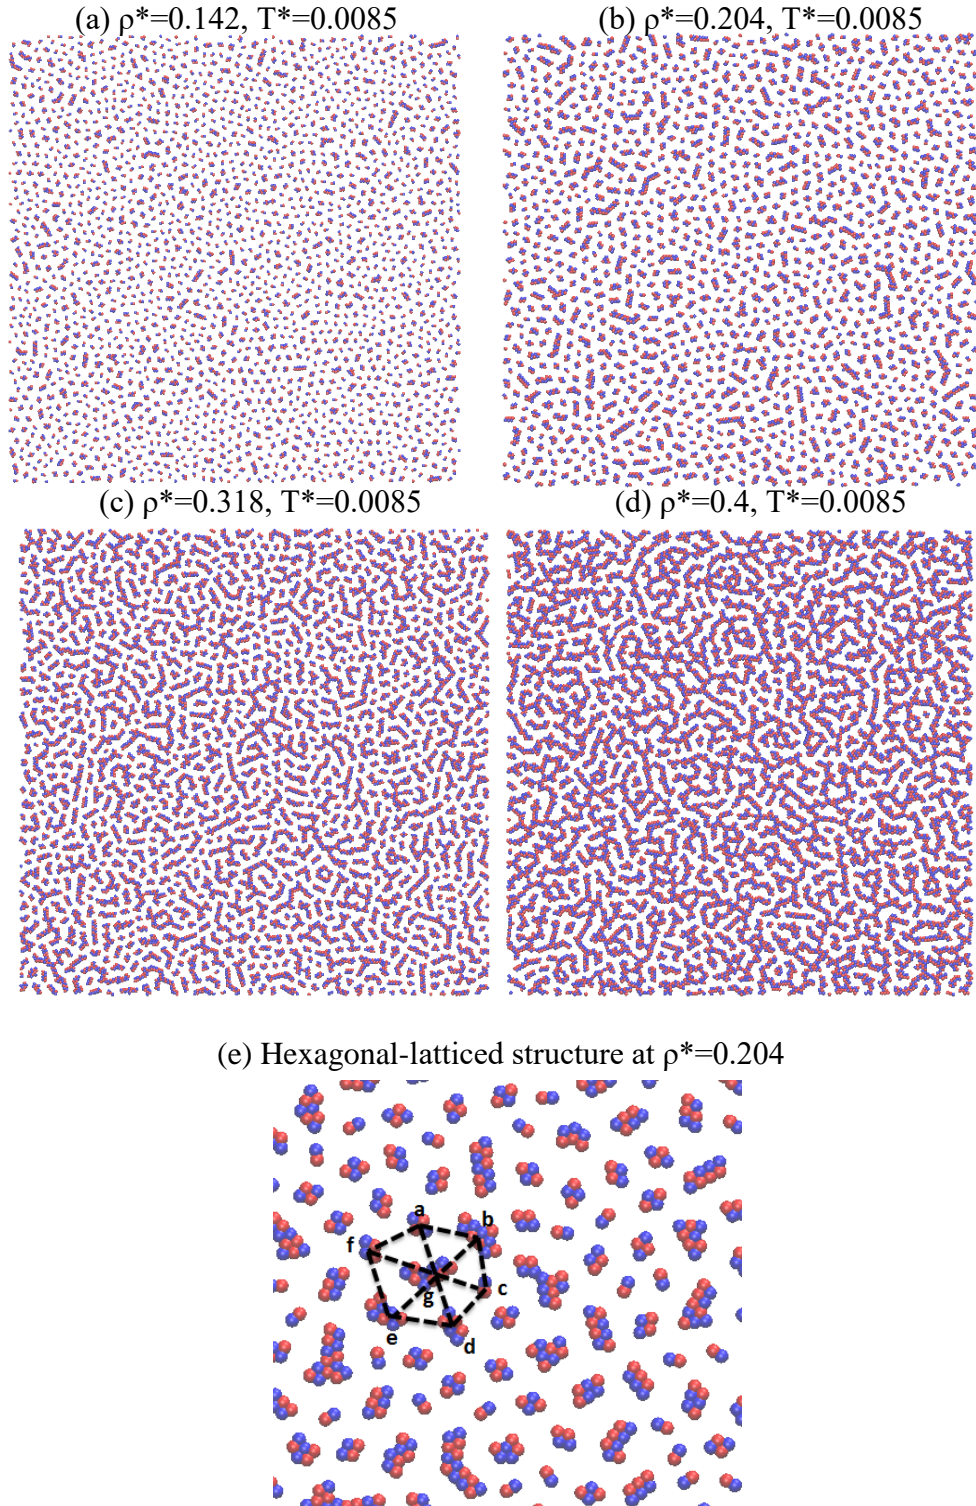 (a) ρ*=0.142, T*=0.0085
(b) ρ*=0.204, T*=0.0085
(c) ρ*=0.318, T*=0.0085
(d) ρ*=0.4, T*=0.0085
(e) Hexagonal-latticed structure at ρ*=0.204
a
b
f
c
g
e
d